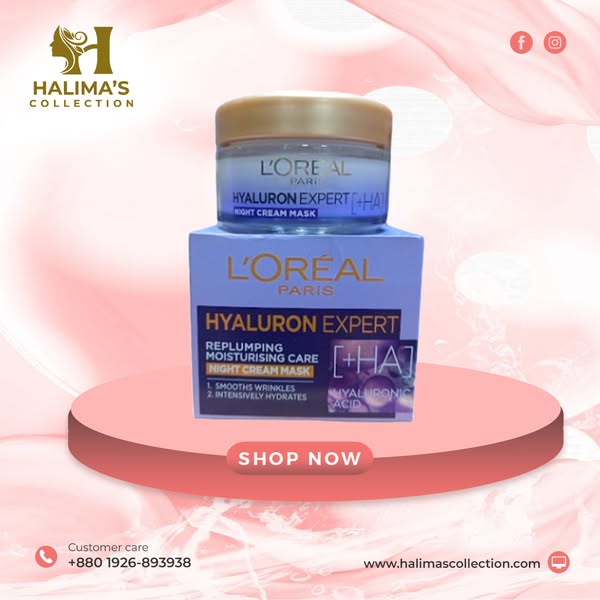 HALIMA'S
COLLECTION
L'ORÉAL
PARIS
HYALURON EXPERT [+HA]
NIGHT CREAM MASK
L'ORÉAL
PARIS
HYALURON EXPERT
REPLUMPING
MOISTURISING CARE
NIGHT CREAM MASK
[+HA]
1. SMOOTHS WRINKLES
2. INTENSIVELY HYDRATES
HYALURONIC
ACID
SHOP NOW
Customer care
+880 1926-893938
www.halimascollection.com